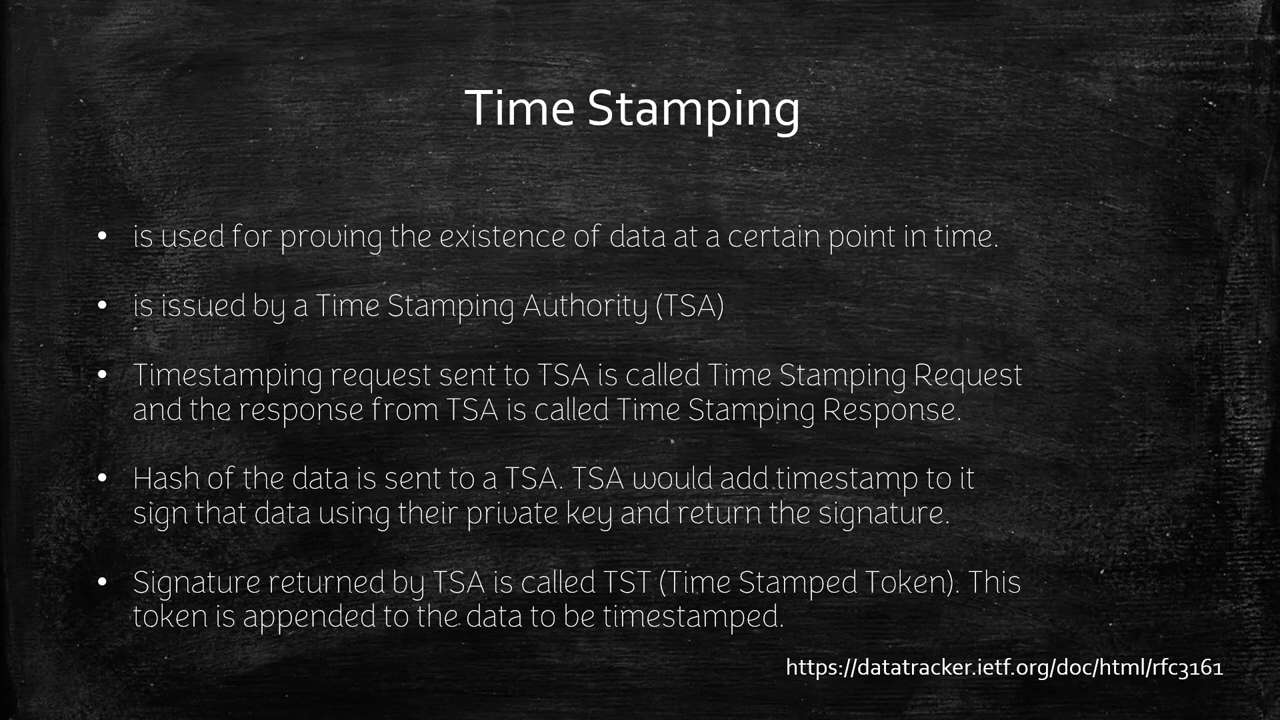 Time Stamping
• is used for proving the existence of data at a certain point in time.
• is issued by a Time Stamping Authority (TSA)
• Timestamping request sent to TSA is called Time Stamping Request
and the response from TSA is called Time Stamping Response.
• Hash of the data is sent to a TSA. TSA would add timestamp to it
sign that data using their private key and return the signature.
• Signature returned by TSA is called TST (Time Stamped Token). This
token is appended to the data to be timestamped.
https://datatracker.ietf.org/doc/html/rfc3161